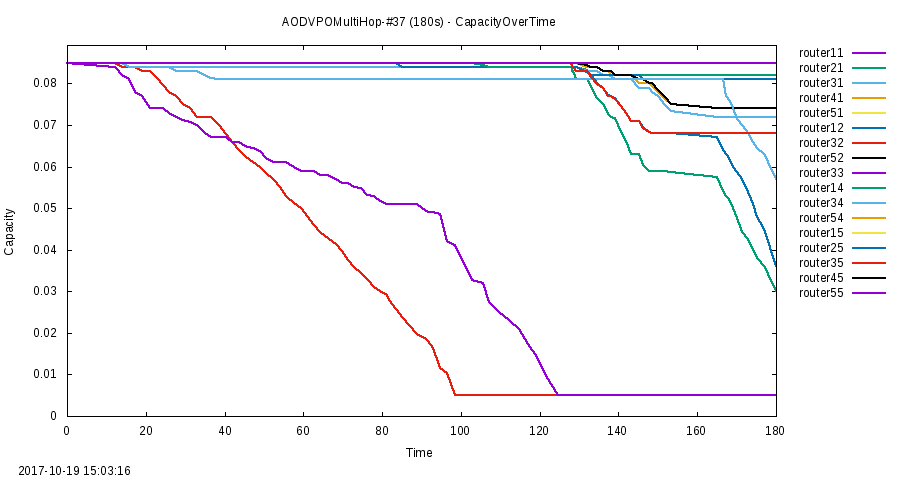 AODVPOMultiHop-#37 (180s) - CapacityOverTime
Capacity
0.08
0.07
0.06
0.05
0.04
0.03
0.02
0.01
0
0 20 40 60 80 100 120 140 160 180
Time
router11
router21
router31
router41
router51
router12
router32
router52
router33
router14
router34
router54
router15
router25
router35
router45
router55
2017-10-19 15:03:16